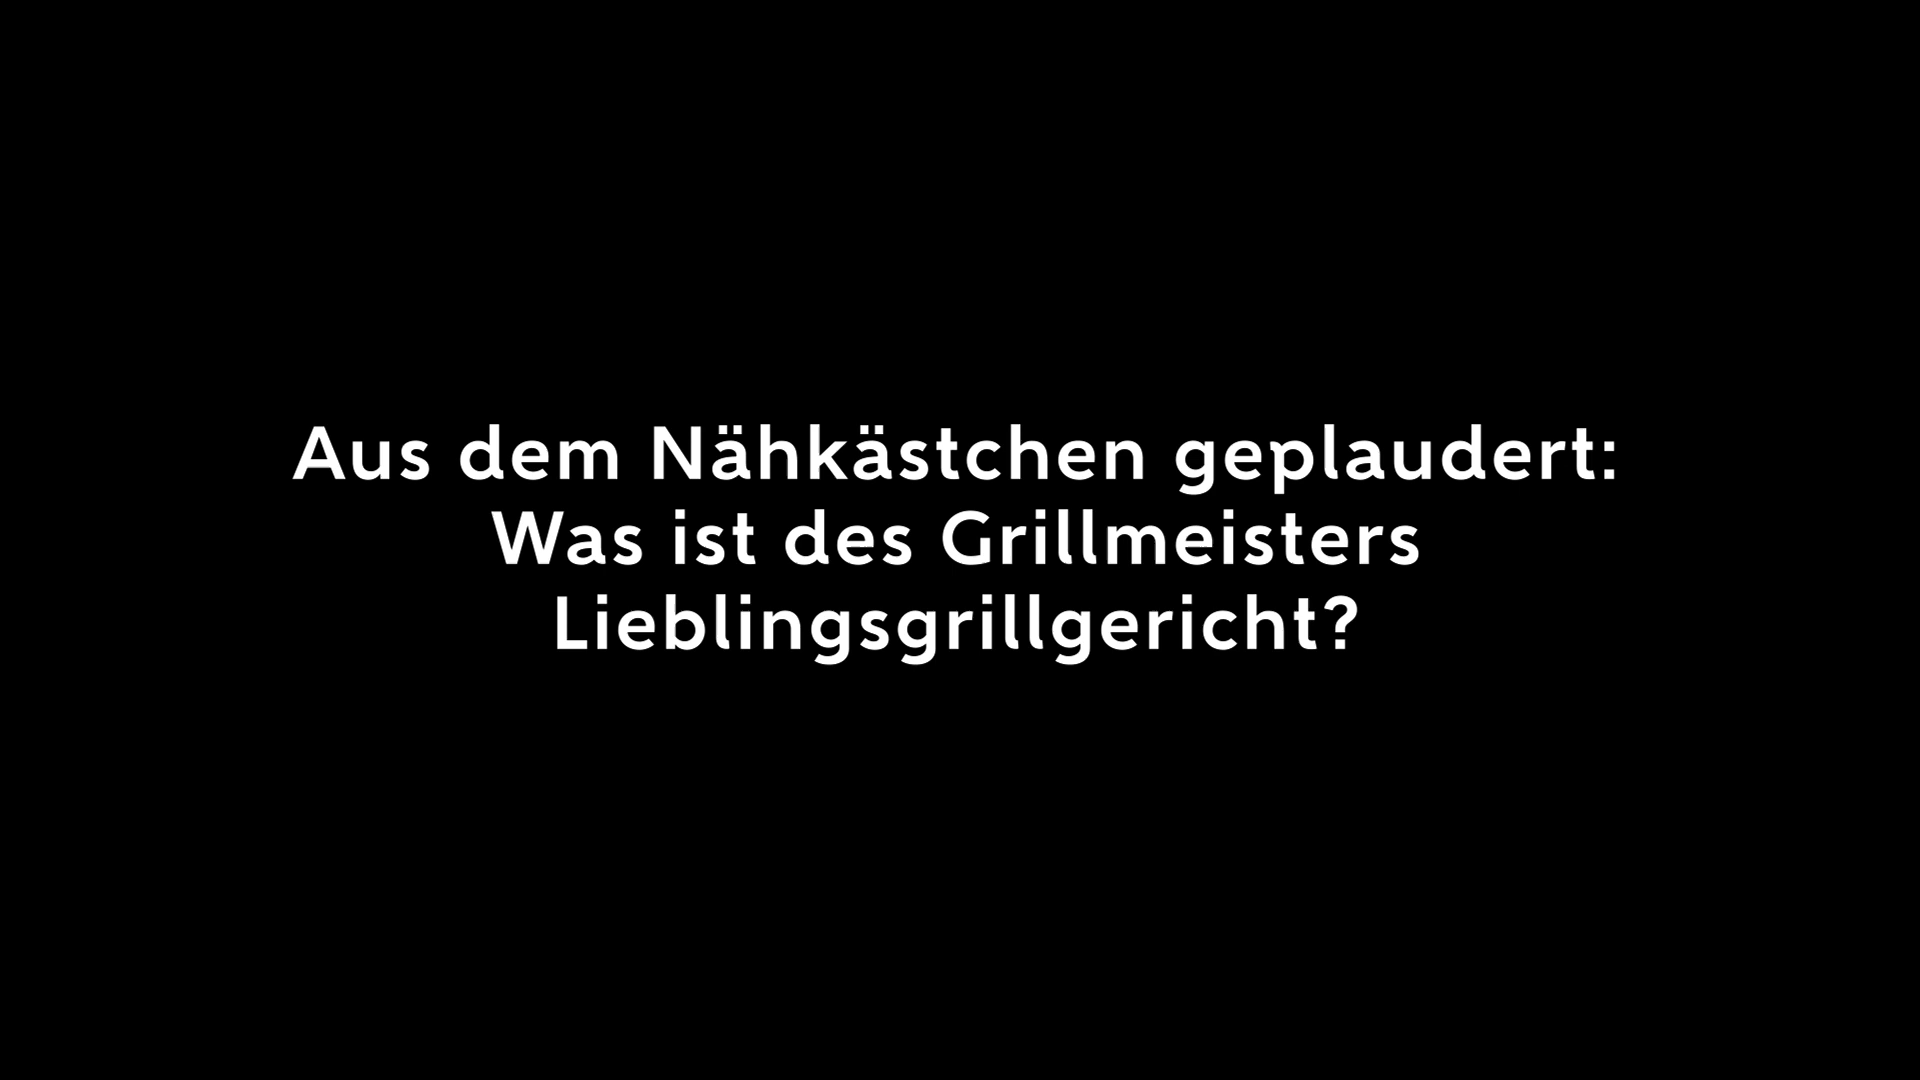 Aus dem Nähkästchen geplaudert:
Was ist des Grillmeisters
Lieblingsgrillgericht?